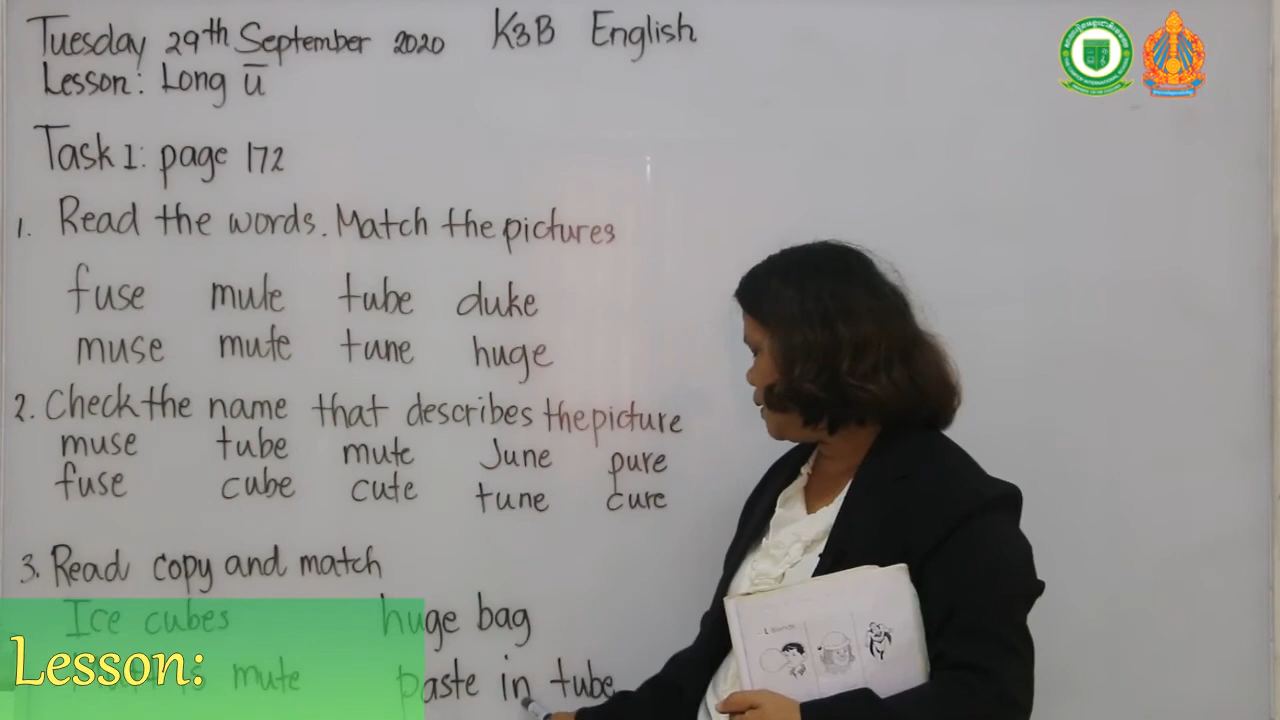 Tuesday 29th September 2020 K3B English
Lesson: Long ū
Task 1: page 172
1. Read the words. Match the pictures
fuse mule tube duke
muse mute tune huge
2. Check the name that describes the picture
muse tube mute June pure
fuse cube cute tune cure
3. Read copy and match
Ice cubes huge bag
mute paste in tube
Lesson: